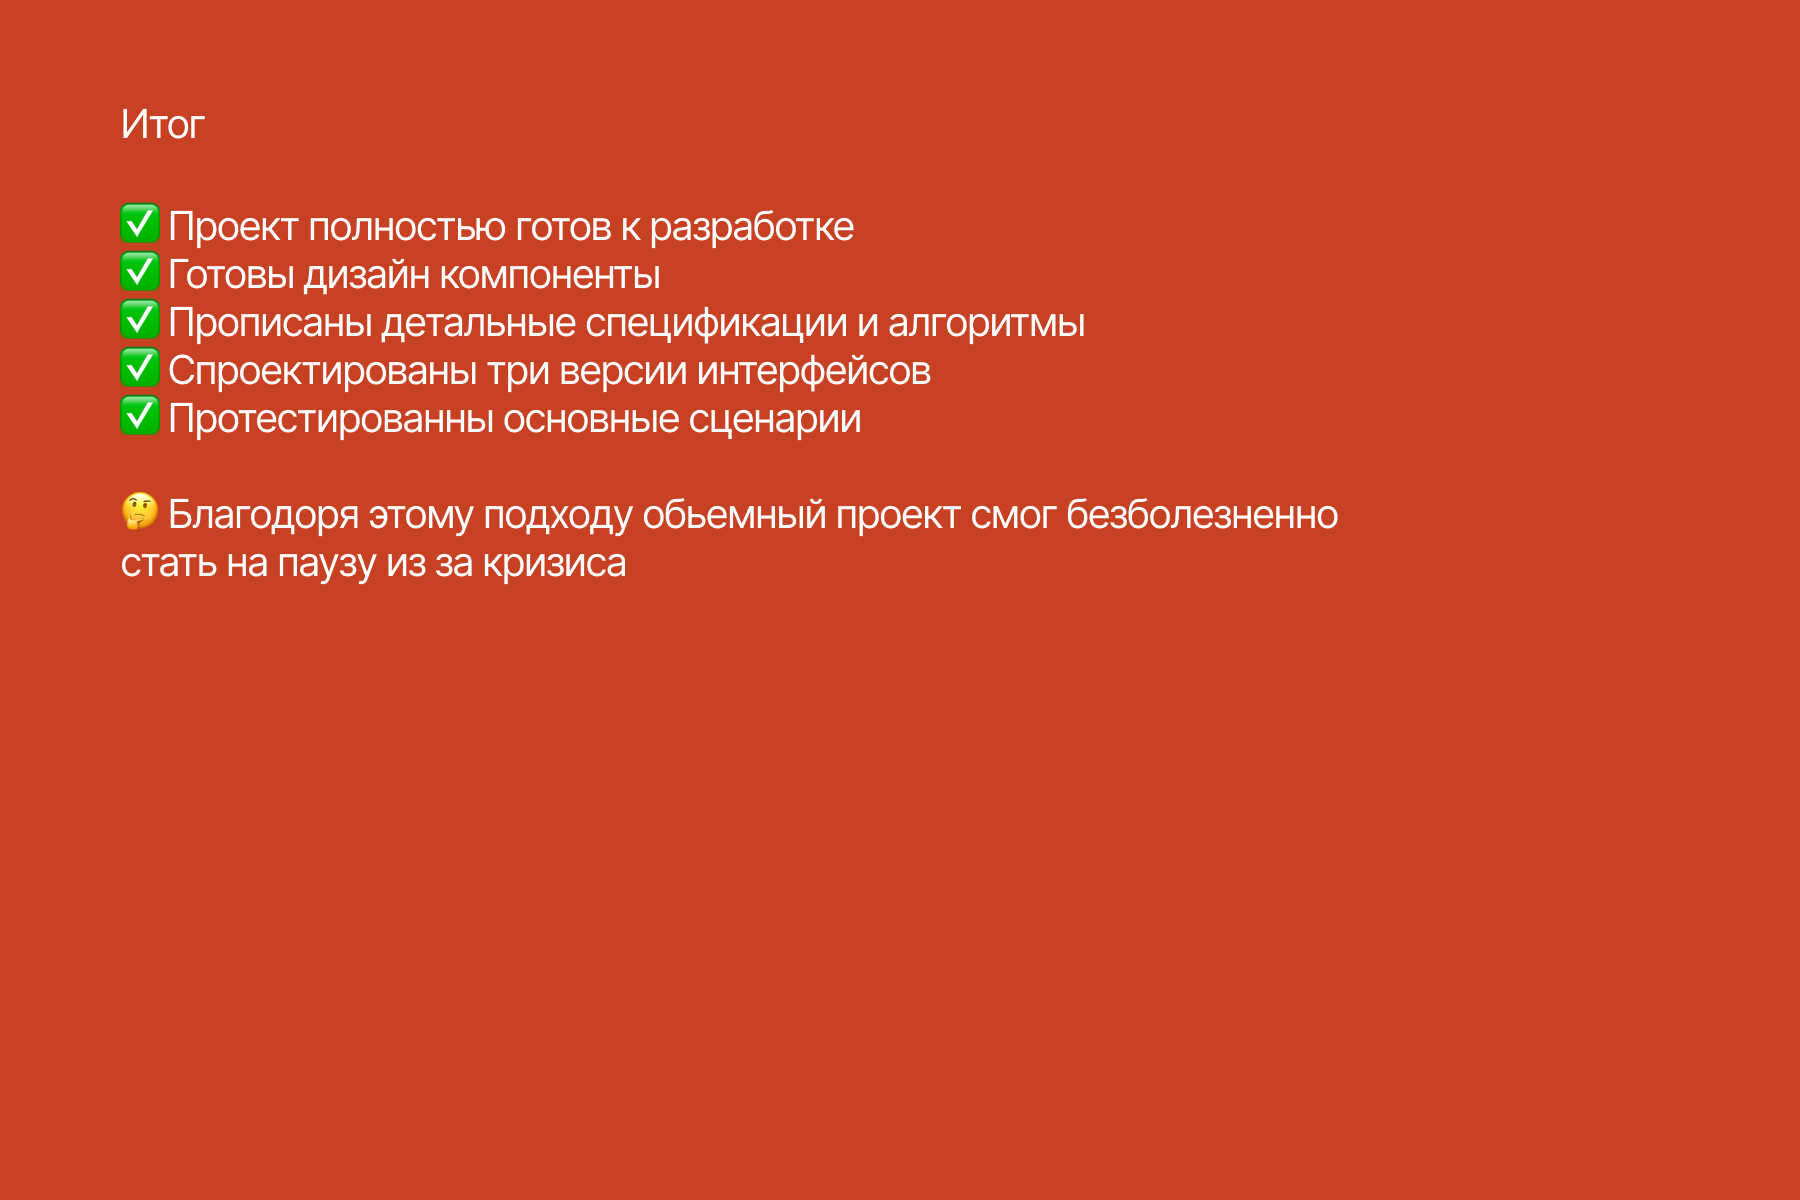 Итог
✅ Проект полностью готов к разработке
✅ Готовы дизайн компоненты
✅ Прописаны детальные спецификации и алгоритмы
✅ Спроектированы три версии интерфейсов
✅ Протестированны основные сценарии
🤔 Благодоря этому подходу обьемный проект смог безболезненно
стать на паузу из за кризиса